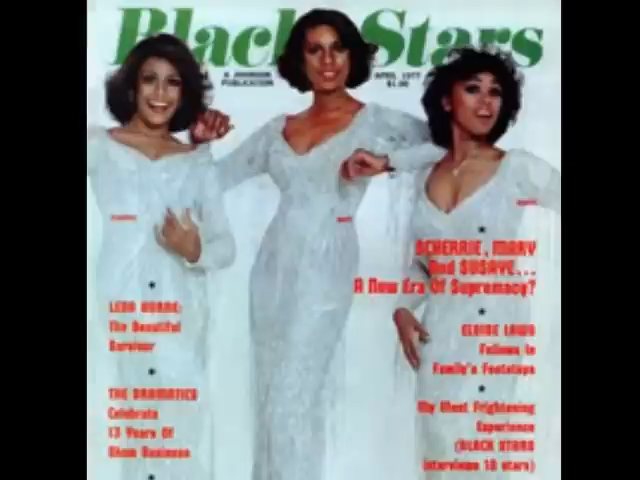 Black Stars
A JOHNSON
PUBLICATION
APRIL 1977
$1.00
SCHERRIE, MARY
And SUSAYE...
A New Era Of Supremacy?
LENA HORNE:
The Beautiful
Survivor
ELOISE LAWS
Follows In
Family's Footsteps
THE DRAMATICS
Celebrate
13 Years Of
Show Business
My Most Frightening
Experience
(BLACK STARS
Interviews 10 stars)